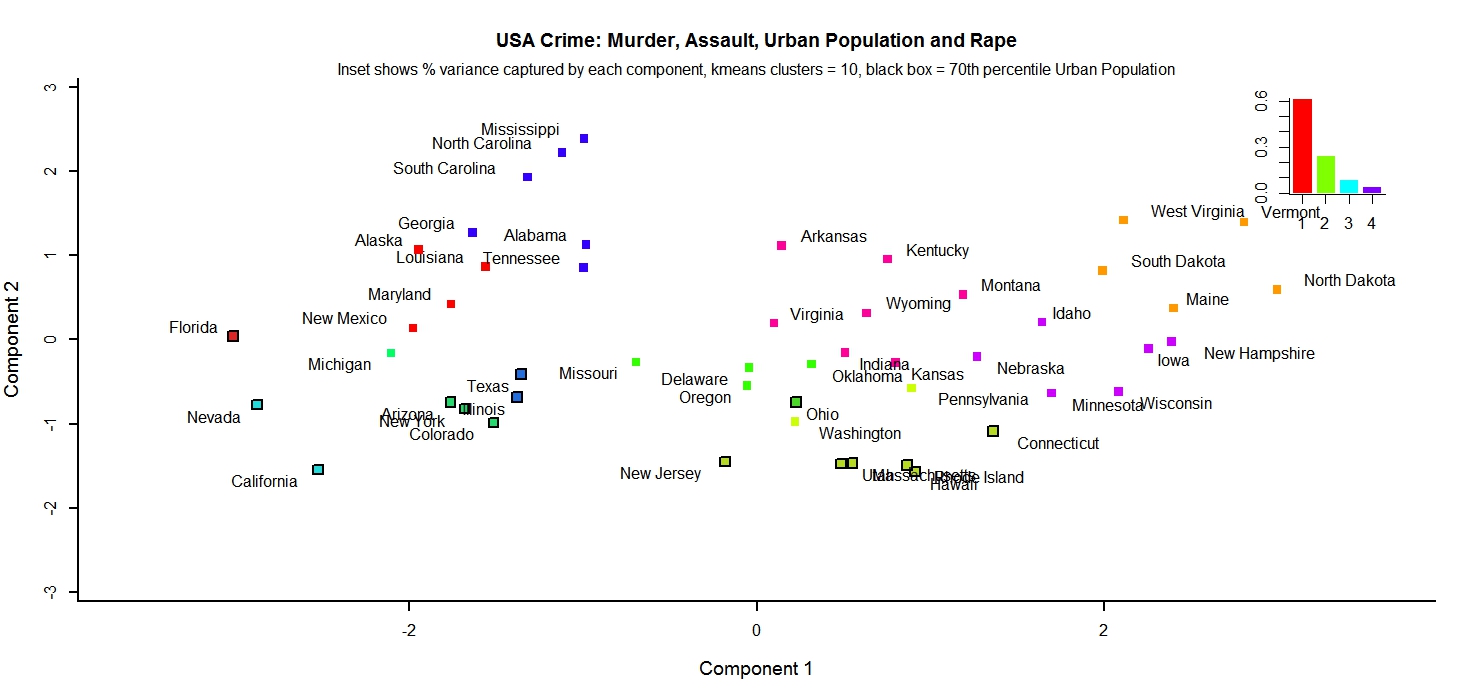 USA Crime: Murder, Assault, Urban Population and Rape
Inset shows % variance captured by each component, kmeans clusters = 10, black box = 70th percentile Urban Population
3
2
1
0
-1
-2
-3
Component 2
0.6
0.3
0.0
1 2 3 4
Mississippi
North Carolina
South Carolina
West Virginia
Vermont
Georgia
Alabama
Arkansas
Alaska
Kentucky
Louisiana
Tennessee
South Dakota
North Dakota
Montana
Maryland
Maine
Wyoming
New Mexico
Virginia
Idaho
Florida
New Hampshire
Iowa
Michigan
Indiana
Nebraska
Missouri
Oklahoma
Kansas
Delaware
Texas
Oregon
Pennsylvania
Minnesota
Wisconsin
Illinois
Arizona
Ohio
Nevada
New York
Colorado
Washington
Connecticut
New Jersey
Utah
Massachusetts
Rhode Island
California
Hawaii
-2
0
2
Component 1